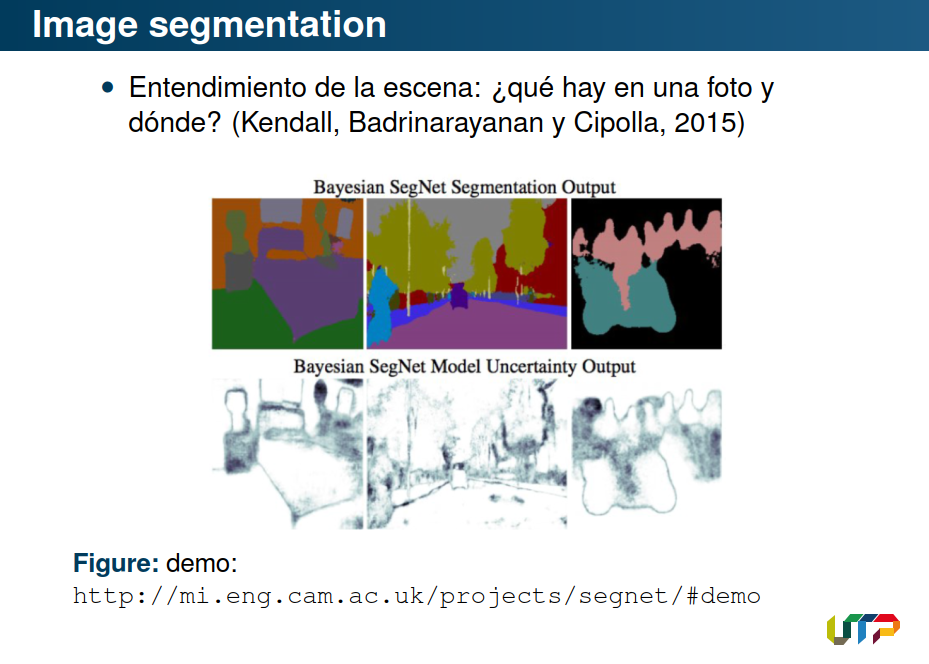 Image segmentation
• Entendimiento de la escena: ¿qué hay en una foto y
dónde? (Kendall, Badrinarayanan y Cipolla, 2015)
Bayesian SegNet Segmentation Output
Bayesian SegNet Model Uncertainty Output
Figure: demo:
http://mi.eng.cam.ac.uk/projects/segnet/#demo
UTP